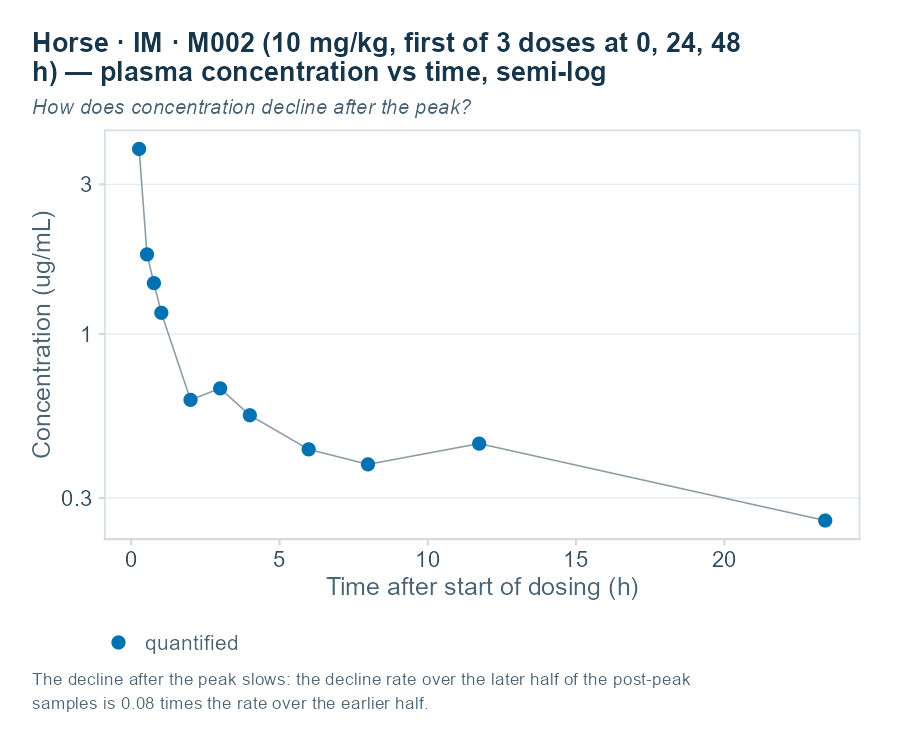 Horse · IM · M002 (10 mg/kg, first of 3 doses at 0, 24, 48
h) — plasma concentration vs time, semi-log
How does concentration decline after the peak?
Concentration (ug/mL)
3
1
0.3
0
5
10
15
20
Time after start of dosing (h)
quantified
The decline after the peak slows: the decline rate over the later half of the post-peak
samples is 0.08 times the rate over the earlier half.